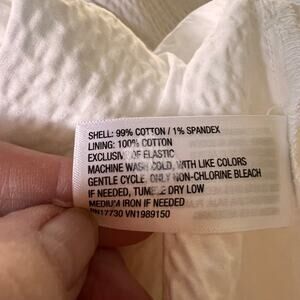 SHELL: 99% COTTON / 1% SPANDEX
LINING: 100% COTTON
EXCLUSIVE OF ELASTIC
MACHINE WASH COLD, WITH LIKE COLORS
GENTLE CYCLE, ONLY NON-CHLORINE BLEACH
IF NEEDED, TUMBLE DRY LOW
MEDIUM IRON IF NEEDED
VN1989150